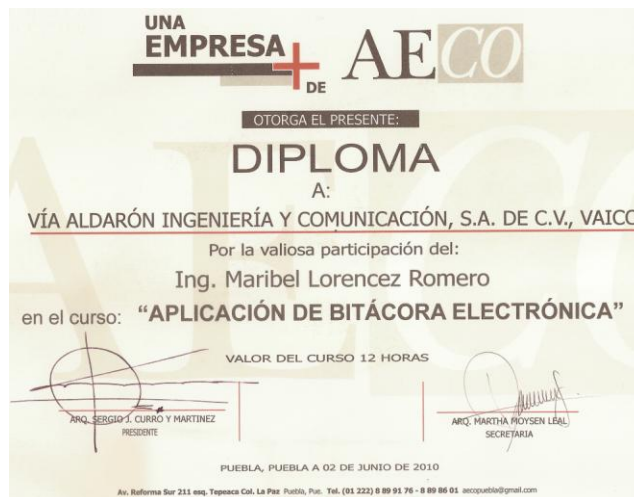 UNA
EMPRESA
DE
AECO
OTORGA EL PRESENTE:
DIPLOMA
A:
VÍA ALDARÓN INGENIERÍA Y COMUNICACIÓN, S.A. DE C.V., VAICO
Por la valiosa participación del:
Ing. Maribel Lorencez Romero
en el curso: "APLICACIÓN DE BITÁCORA ELECTRÓNICA"
VALOR DEL CURSO 12 HORAS
ARQ. SERGIO J. CURRO Y MARTINEZ
PRESIDENTE
ARQ. MARTHA MOYSEN LEAL
SECRETARIA
PUEBLA, PUEBLA A 02 DE JUNIO DE 2010
Av. Reforma Sur 211 esq. Tepeaca Col. La Paz Puebla, Pue. Tel. (01 222) 8 89 91 76 - 8 89 86 01 aecopuebla@gmail.com